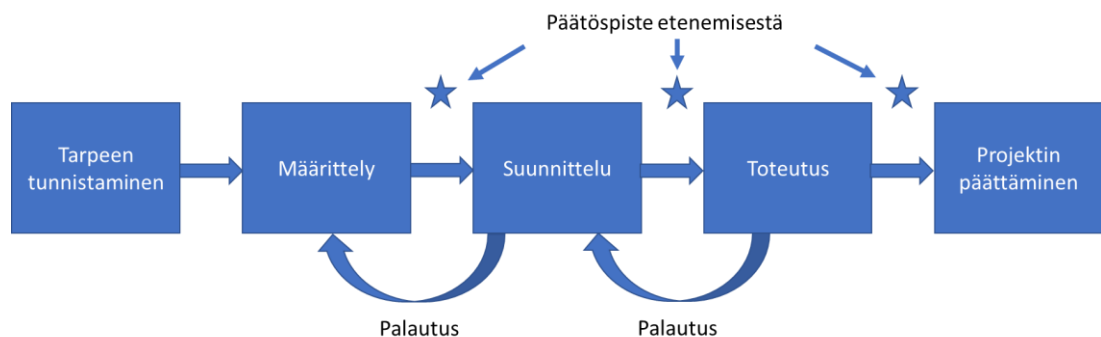 Päätöspiste etenemisestä
Tarpeen
tunnistaminen
Määrittely
Suunnittelu
Toteutus
Projektin
päättäminen
Palautus
Palautus